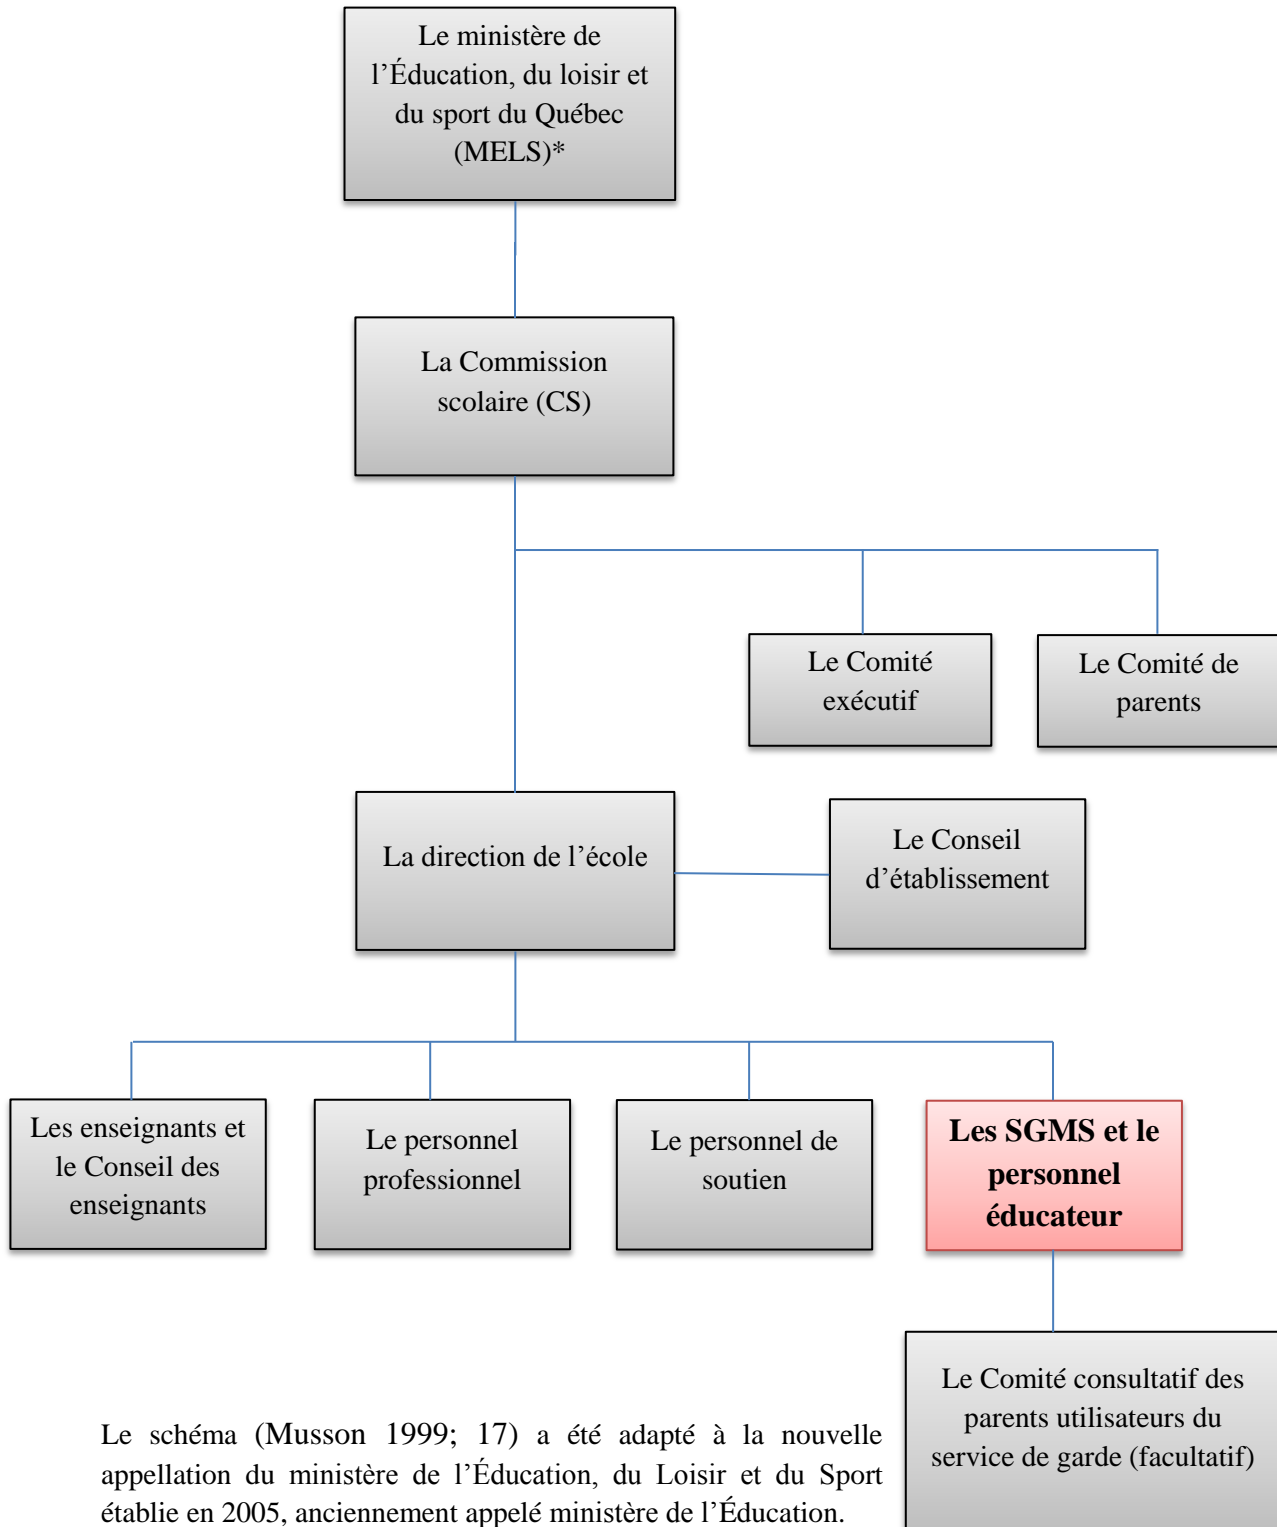 Le ministère de
l’Éducation, du loisir et
du sport du Québec
(MELS)*
La Commission
scolaire (CS)
Le Comité
exécutif
Le Comité de
parents
La direction de l’école
Le Conseil
d’établissement
Les enseignants et
le Conseil des
enseignants
Le personnel
professionnel
Le personnel de
soutien
Les SGMS et le
personnel
éducateur
Le Comité consultatif des
parents utilisateurs du
service de garde (facultatif)
Le schéma (Musson 1999; 17) a été adapté à la nouvelle
appellation du ministère de l’Éducation, du Loisir et du Sport
établie en 2005, anciennement appelé ministère de l’Éducation.